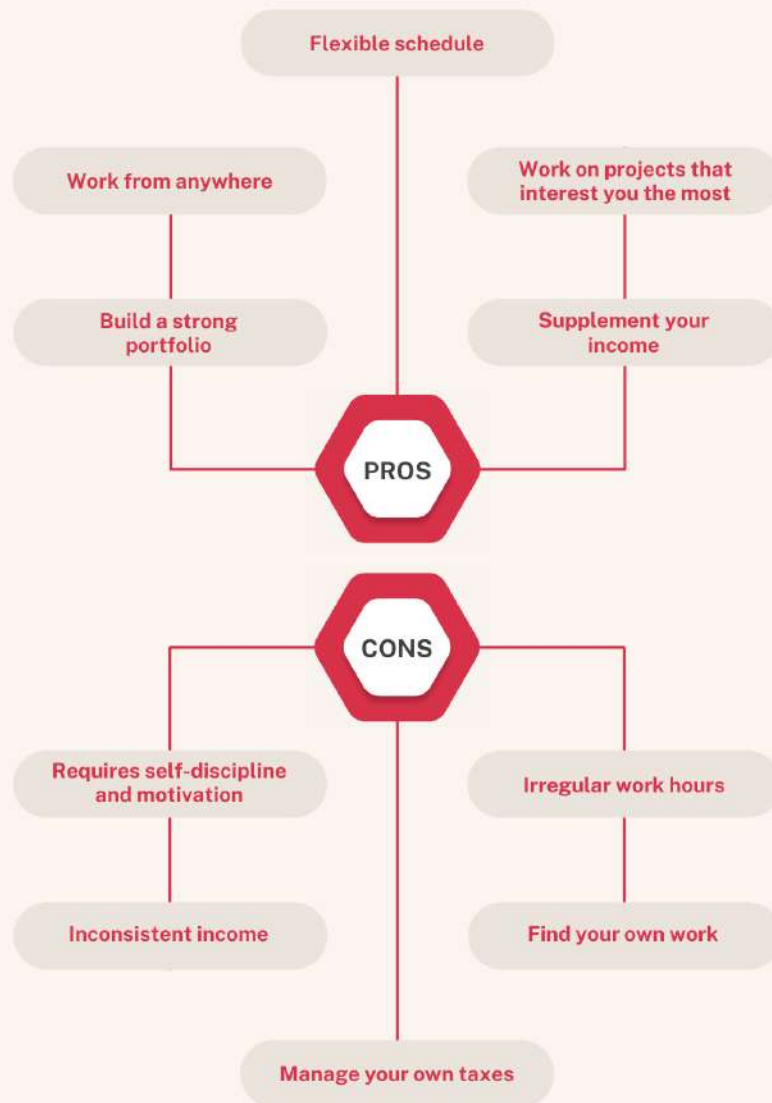 Flexible schedule
Work from anywhere
Work on projects that
interest you the most
Build a strong
portfolio
Supplement your
income
PROS
CONS
Requires self-discipline
and motivation
Irregular work hours
Inconsistent income
Find your own work
Manage your own taxes